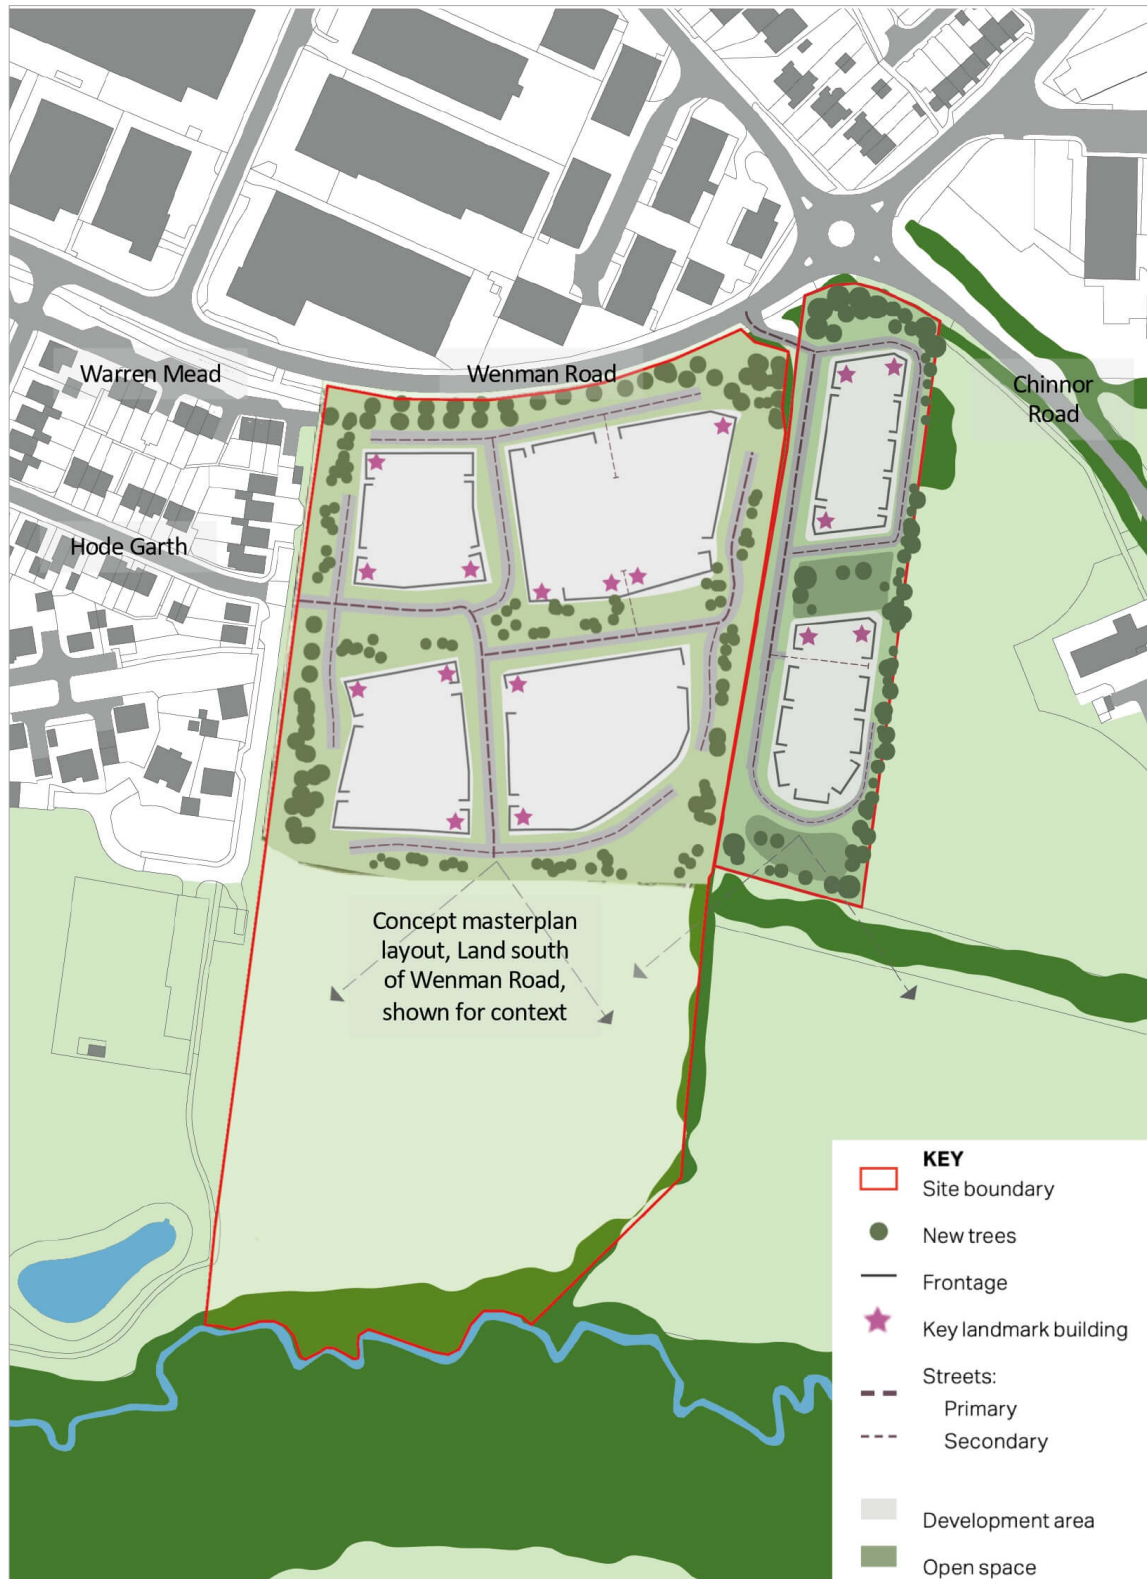 Warren Mead
Wenman Road
Chinnor
Road
Hode Garth
Concept masterplan
layout, Land south
of Wenman Road,
shown for context
KEY
Site boundary
New trees
Frontage
Key landmark building
Streets:
Primary
Secondary
Development area
Open space